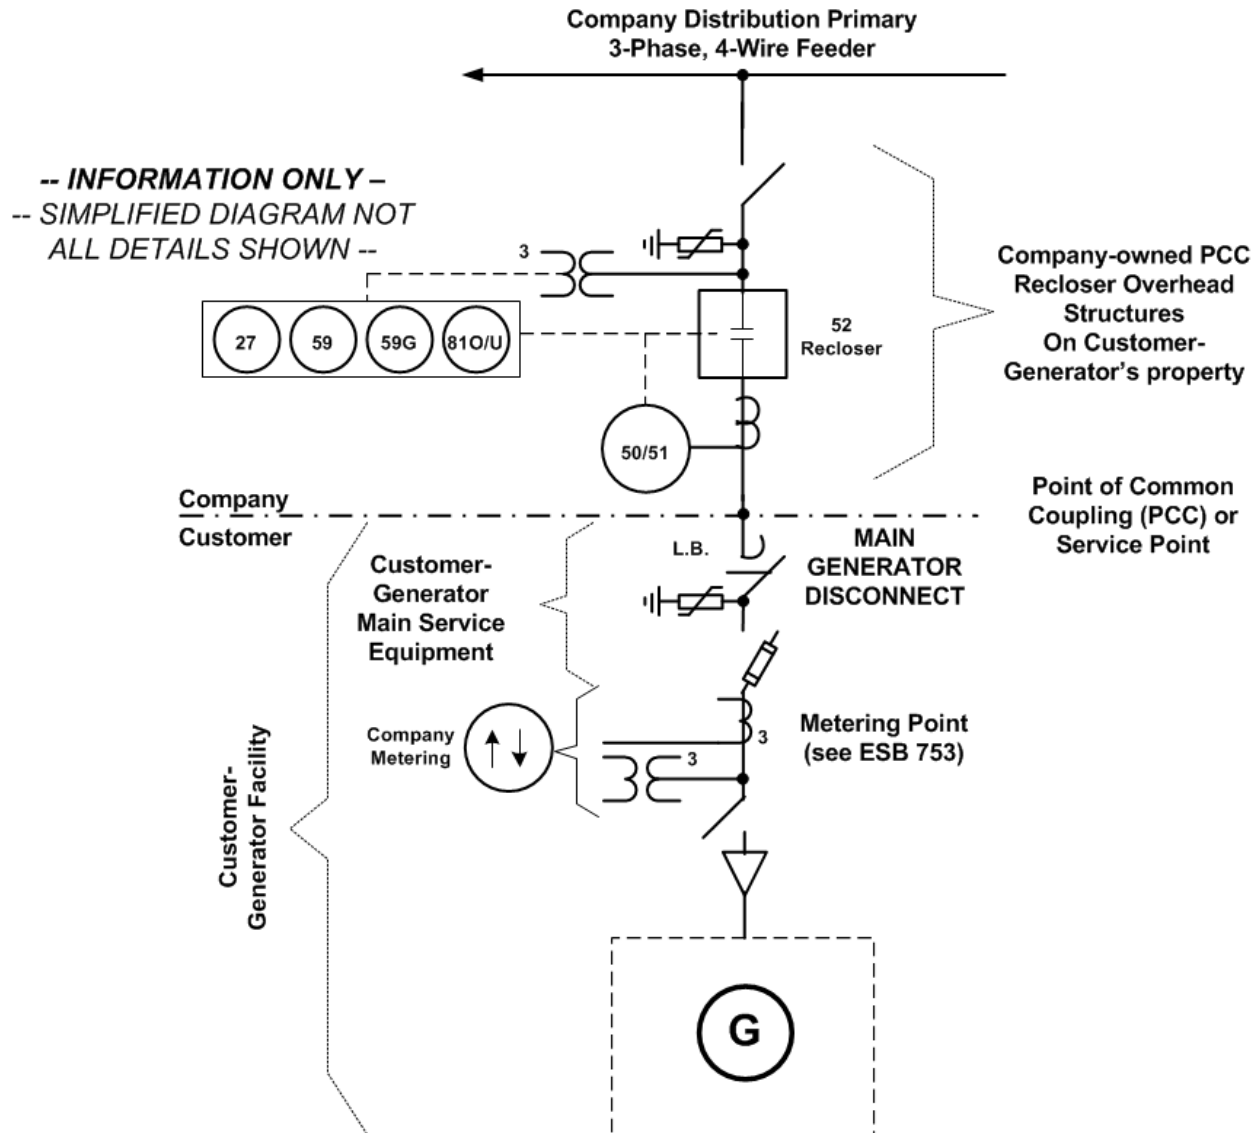 Company Distribution Primary
3-Phase, 4-Wire Feeder
-- INFORMATION ONLY –
-- SIMPLIFIED DIAGRAM NOT
ALL DETAILS SHOWN --
3
27
59
59G
81O/U
52
Recloser
Company-owned PCC
Recloser Overhead
Structures
On Customer-
Generator’s property
50/51
Company
Customer
Point of Common
Coupling (PCC) or
Service Point
L.B.
MAIN
GENERATOR
DISCONNECT
Customer-
Generator
Main Service
Equipment
Company
Metering
3
3
Metering Point
(see ESB 753)
Customer-
Generator Facility
G